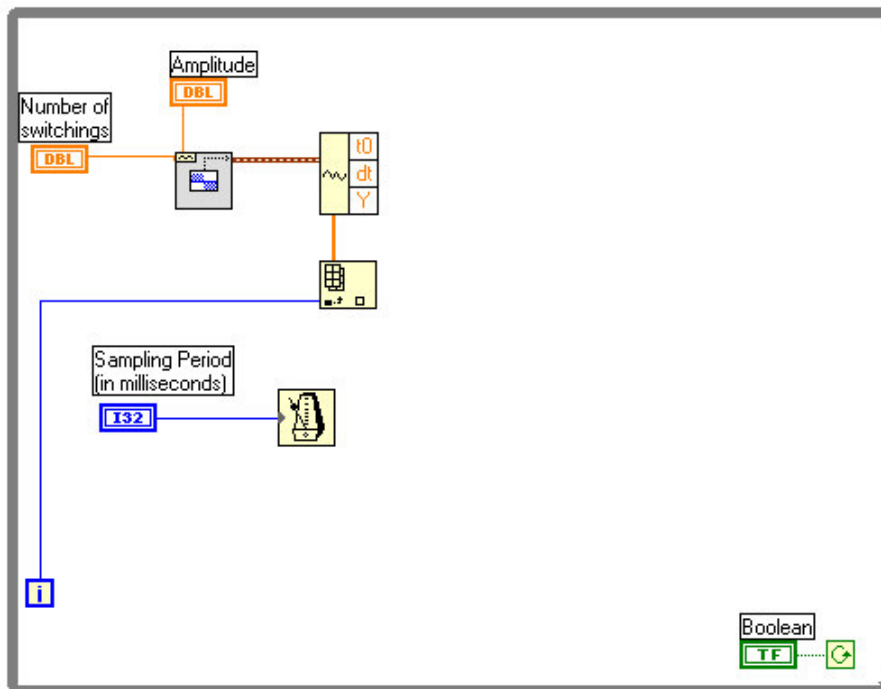 Amplitude
DBL
Number of
switchings
DBL
t0
dt
Y
Sampling Period
(in milliseconds)
I32
i
Boolean
TF